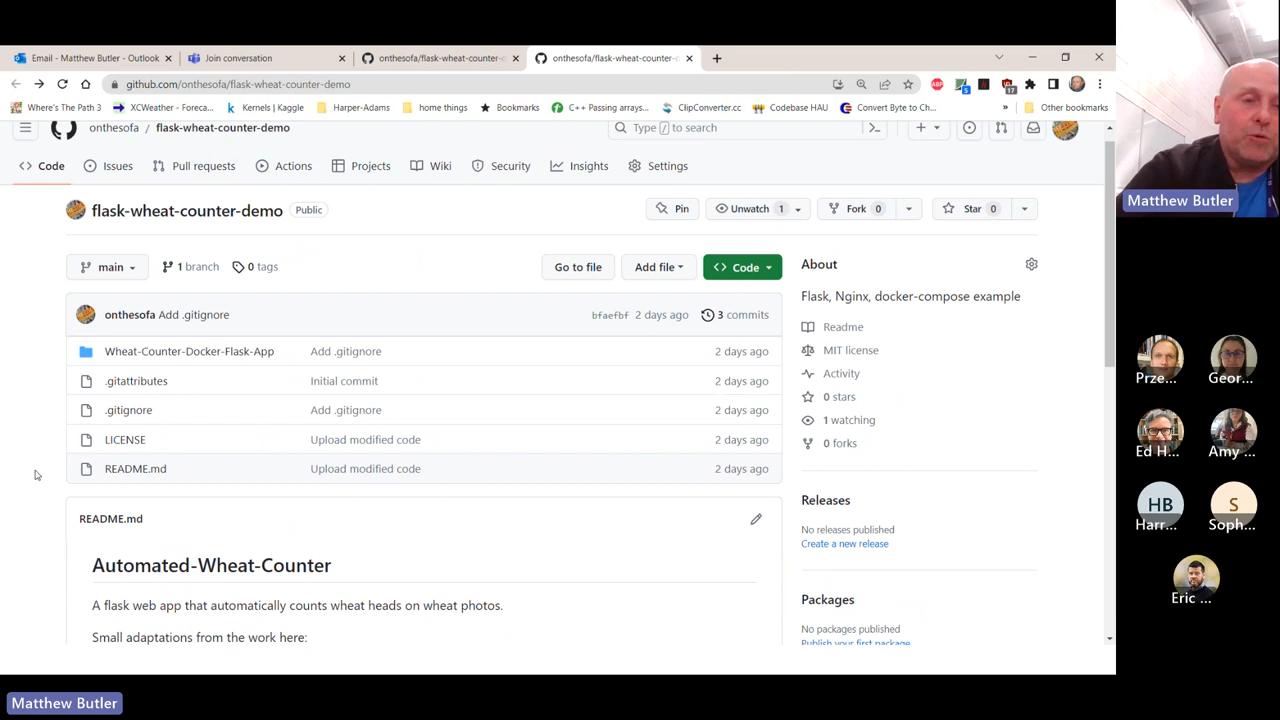 Email - Matthew Butler - Outlook
Join conversation
onthesofa/flask-wheat-counter-
onthesofa/flask-wheat-counter-
github.com/onthesofa/flask-wheat-counter-demo
Where's The Path 3
XCWeather - Foreca...
Kernels | Kaggle
Harper-Adams
home things
Bookmarks
C++ Passing arrays...
ClipConverter.cc
Codebase HAU
Convert Byte to Ch...
»
Other bookmarks
onthesofa / flask-wheat-counter-demo
Type / to search
Code
Issues
Pull requests
Actions
Projects
Wiki
Security
Insights
Settings
flask-wheat-counter-demo Public
Pin
Unwatch 1
Fork 0
Star 0
main
1 branch
0 tags
Go to file
Add file
<> Code
onthesofa Add .gitignore
bfaefbf 2 days ago
3 commits
Wheat-Counter-Docker-Flask-App Add .gitignore 2 days ago
.gitattributes Initial commit 2 days ago
.gitignore Add .gitignore 2 days ago
LICENSE Upload modified code 2 days ago
README.md Upload modified code 2 days ago
README.md
Automated-Wheat-Counter
A flask web app that automatically counts wheat heads on wheat photos.
Small adaptations from the work here:
About
Flask, Nginx, docker-compose example
Readme
MIT license
Activity
0 stars
1 watching
0 forks
Releases
No releases published
Create a new release
Packages
No packages published
Publish your first package
Matthew Butler
Prze...
Geor...
Ed H...
Amy ...
HB
Harr...
S
Soph...
Eric ...
Matthew Butler